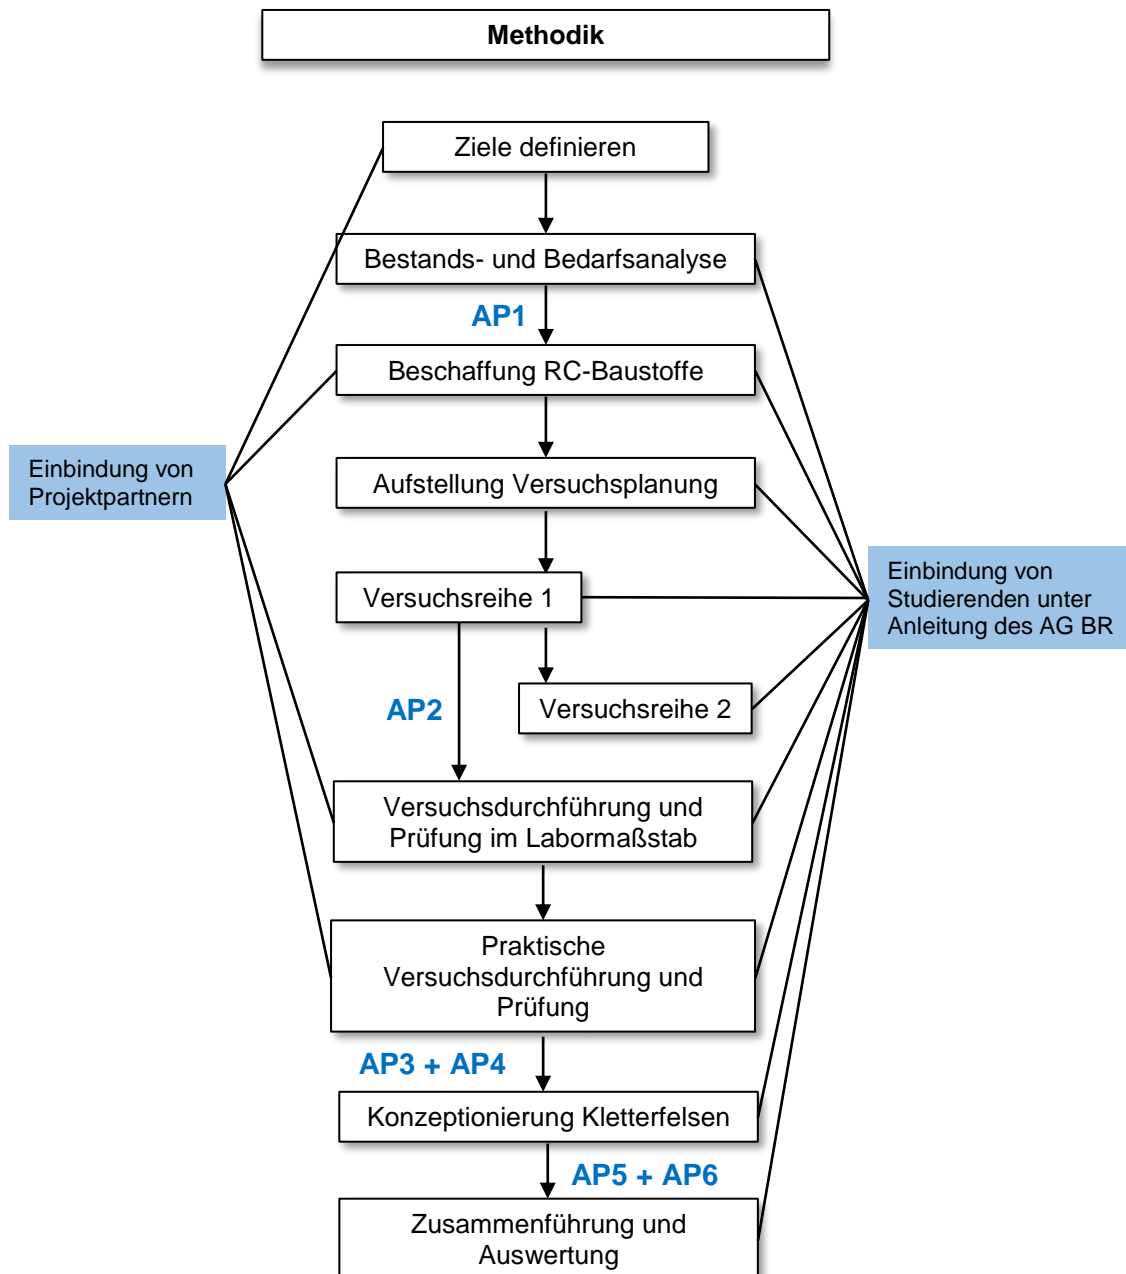 Methodik
Ziele definieren
Bestands- und Bedarfsanalyse
AP1
Beschaffung RC-Baustoffe
Einbindung von
Projektpartnern
Aufstellung Versuchsplanung
Einbindung von
Studierenden unter
Anleitung des AG BR
Versuchsreihe 1
AP2
Versuchsreihe 2
Versuchsdurchführung und
Prüfung im Labormaßstab
Praktische
Versuchsdurchführung und
Prüfung
AP3 + AP4
Konzeptionierung Kletterfelsen
AP5 + AP6
Zusammenführung und
Auswertung